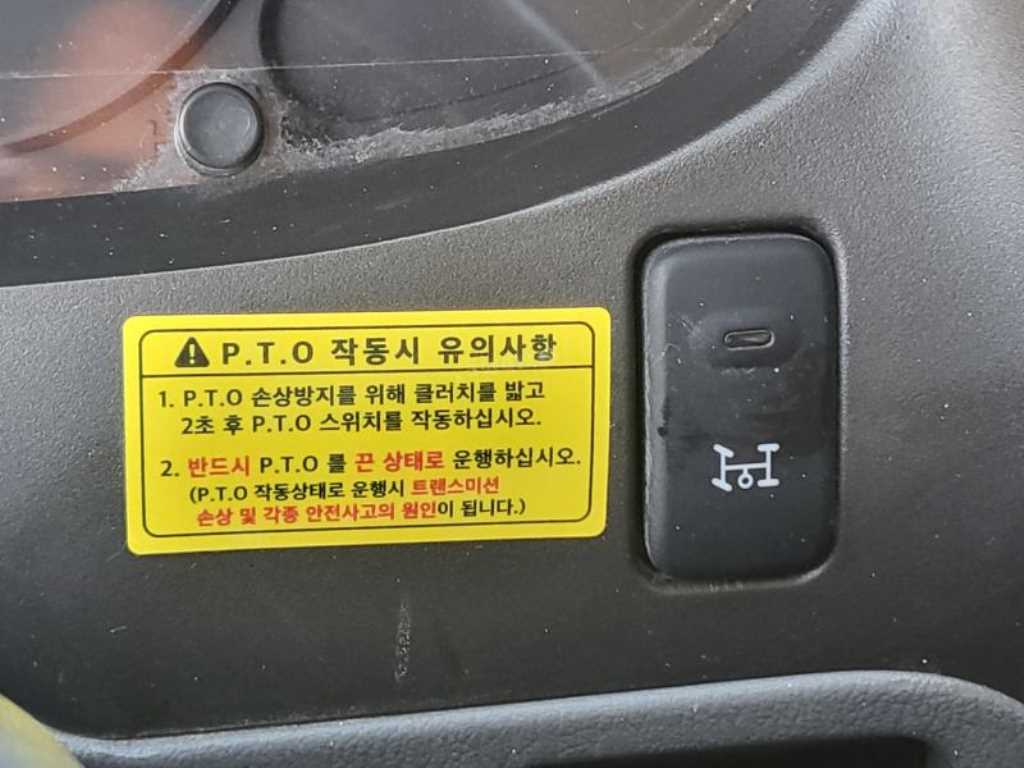 P.T.O 작동시 유의사항
1. P.T.O 손상방지를 위해 클러치를 밟고
2초 후 P.T.O 스위치를 작동하십시오.
2. 반드시 P.T.O 를 끈 상태로 운행하십시오.
(P.T.O 작동상태로 운행시 트랜스미션
손상 및 각종 안전사고의 원인이 됩니다.)